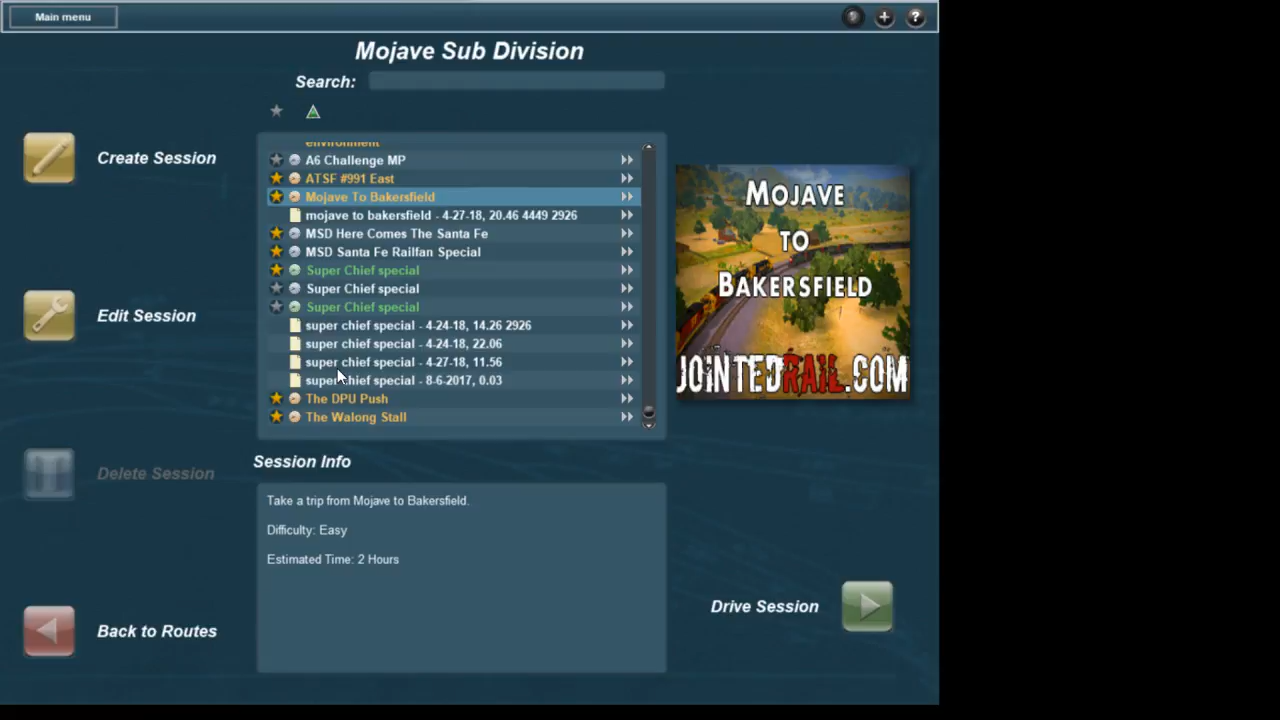 Main menu
?
Mojave Sub Division
Search:
Create Session
environment
A6 Challenge MP
ATSF #991 East
Mojave To Bakersfield
mojave to bakersfield - 4-27-18, 20.46 4449 2926
MSD Here Comes The Santa Fe
MSD Santa Fe Railfan Special
Super Chief special
Super Chief special
Super Chief special
super chief special - 4-24-18, 14.26 2926
super chief special - 4-24-18, 22.06
super chief special - 4-27-18, 11.56
super chief special - 8-6-2017, 0.03
The DPU Push
The Walong Stall
MOJAVE
TO
BAKERSFIELD
JOINTEDRAIL.COM
Edit Session
Delete Session
Back to Routes
Session Info
Take a trip from Mojave to Bakersfield.
Difficulty: Easy
Estimated Time: 2 Hours
Drive Session